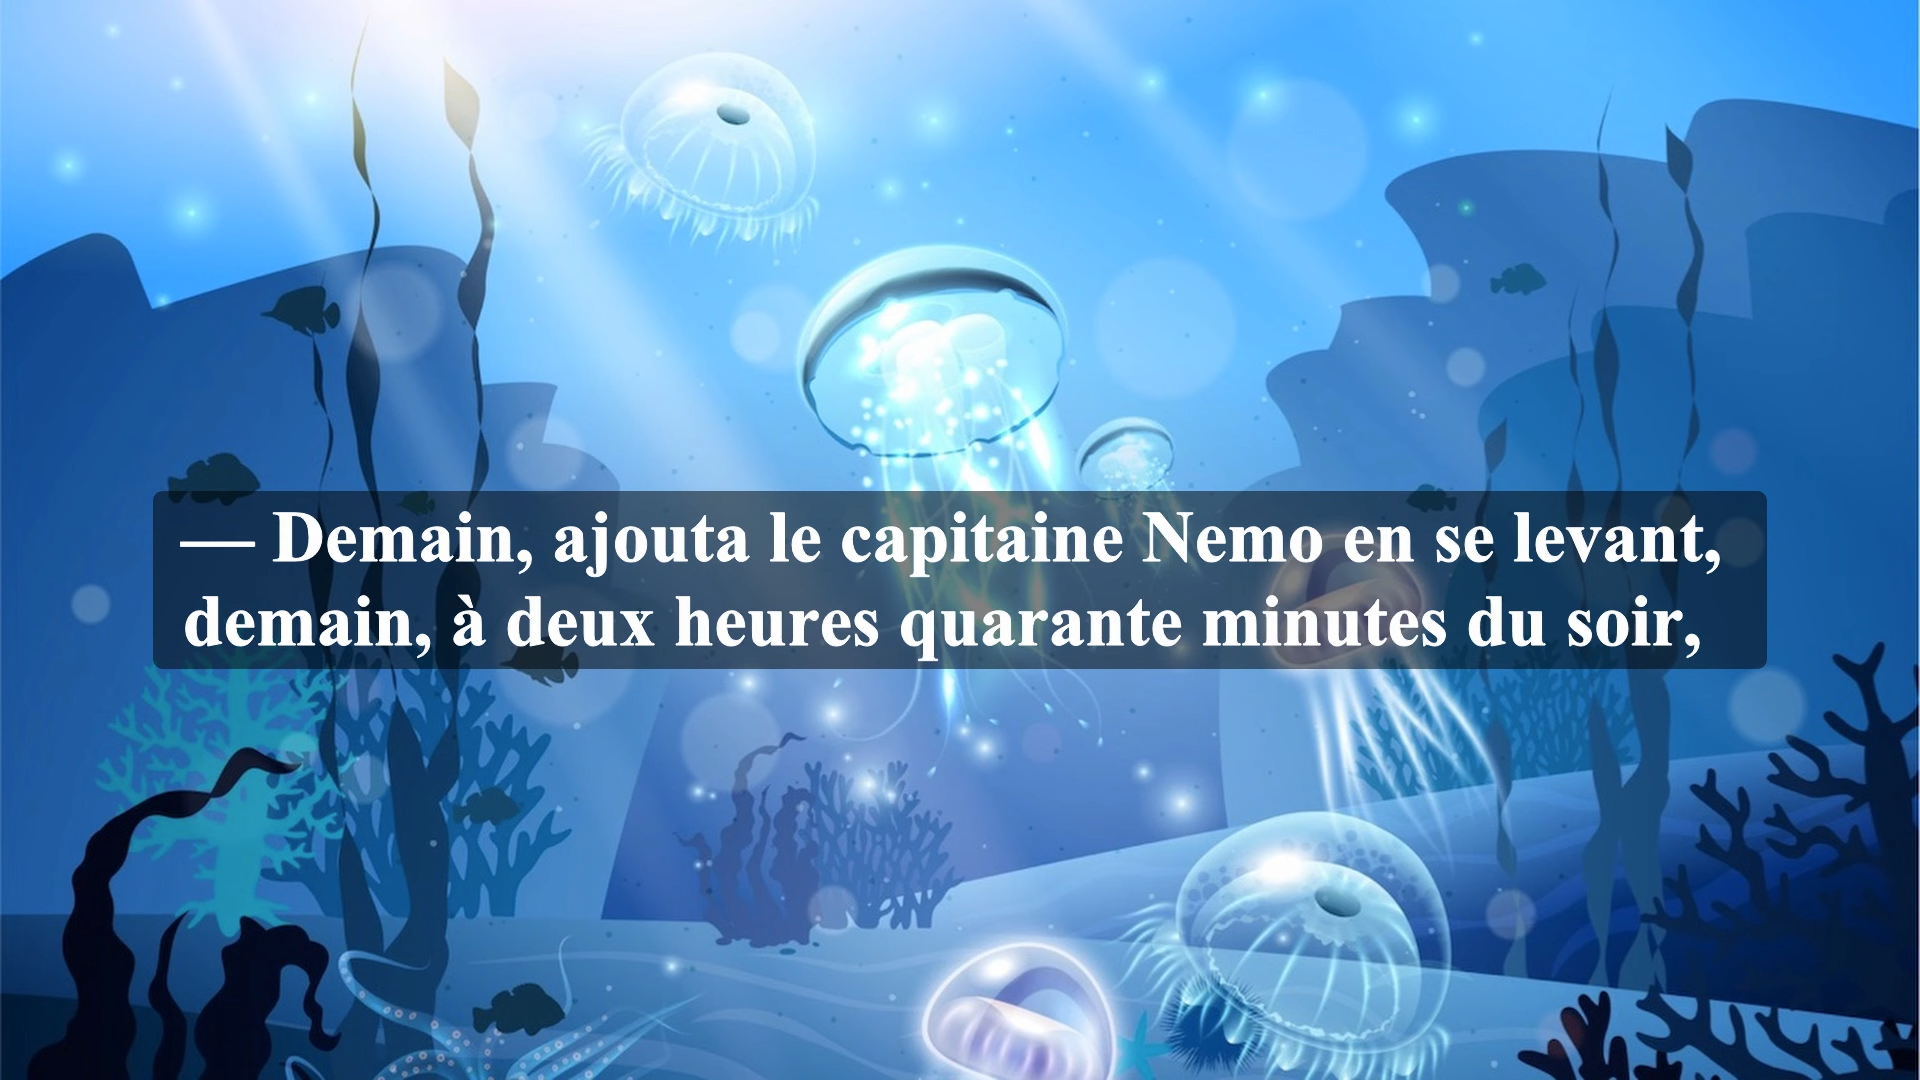 — Demain, ajouta le capitaine Nemo en se levant,
demain, à deux heures quarante minutes du soir,